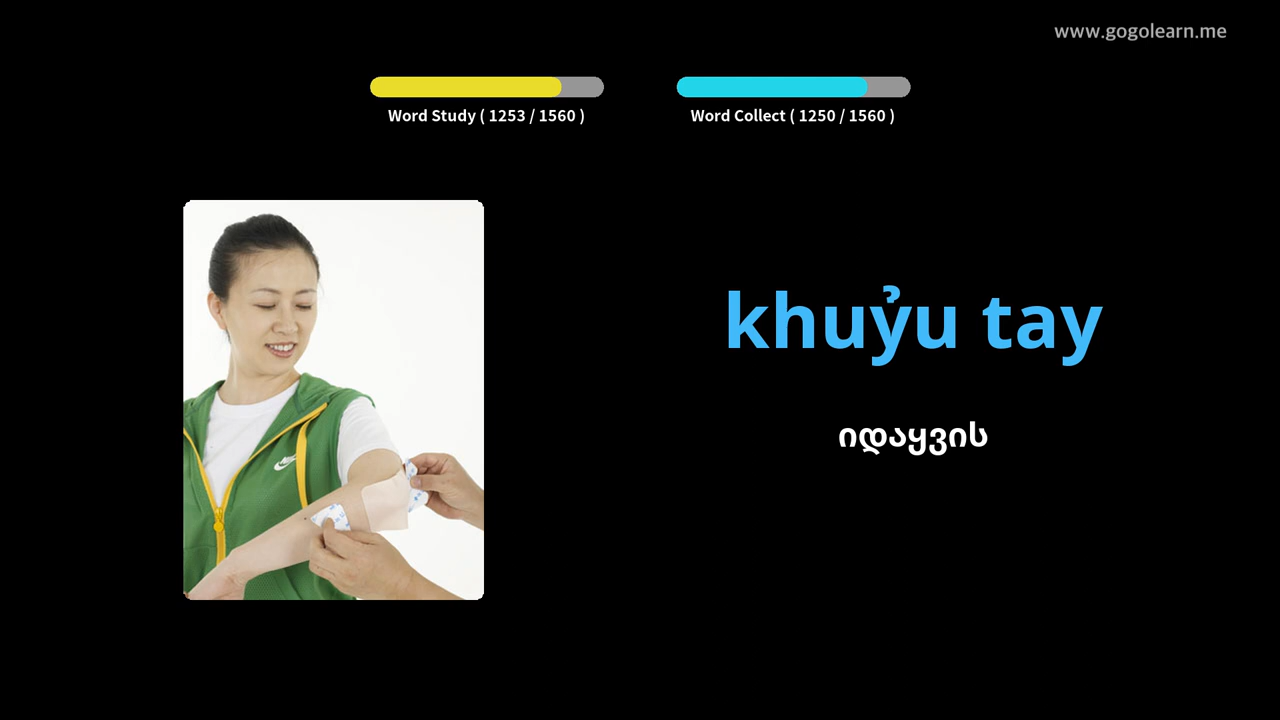 www.gogolearn.me
Word Study ( 1253 / 1560 )
Word Collect ( 1250 / 1560 )
khuỷu tay
იდაყვის